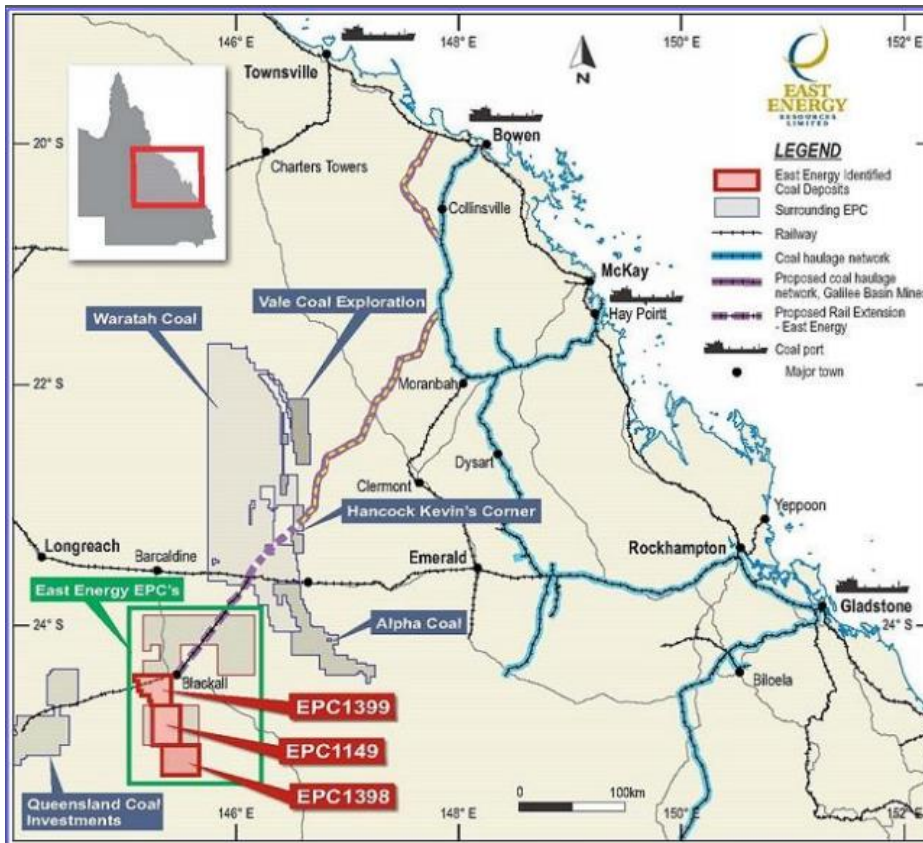 146° E
148° E
150° E
152° E
Townsville
N
EAST
ENERGY
RESOURCES
LIMITED
20° S
Charters Towers
Bowen
LEGEND
East Energy Identified
Coal Deposits
Surrounding EPC
Railway
Coal haulage network
Proposed coal haulage
network, Galilee Basin Mines
Proposed Rail Extension
- East Energy
Coal port
Major town
Collinsville
McKay
Hay Pointt
Vale Coal Exploration
Waratah Coal
22° S
Moranbah
Dysart
Clermont
Yeppoon
Hancock Kevin's Corner
Longreach
Barcaldine
Emerald
Rockhampton
East Energy EPC's
Gladstone
24° S
24° S
Alpha Coal
Blackall
Biloela
EPC1399
EPC1149
EPC1398
Queensland Coal
Investments
0
100km
146° E
148° E
150° E
152° E